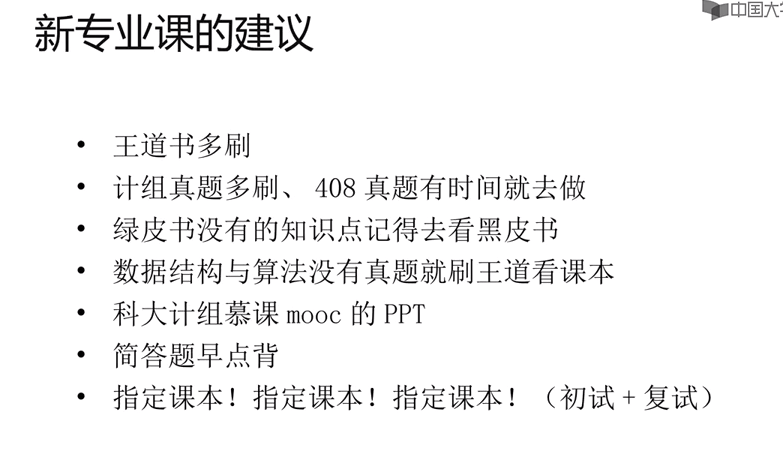 新专业课的建议
中国大
• 王道书多刷
• 计组真题多刷、 408 真题有时间就去做
• 绿皮书没有的知识点记得去看黑皮书
• 数据结构与算法没有真题就刷王道看课本
• 科大计组慕课 mooc 的 PPT
• 简答题早点背
• 指定课本！指定课本！指定课本！（初试 + 复试）